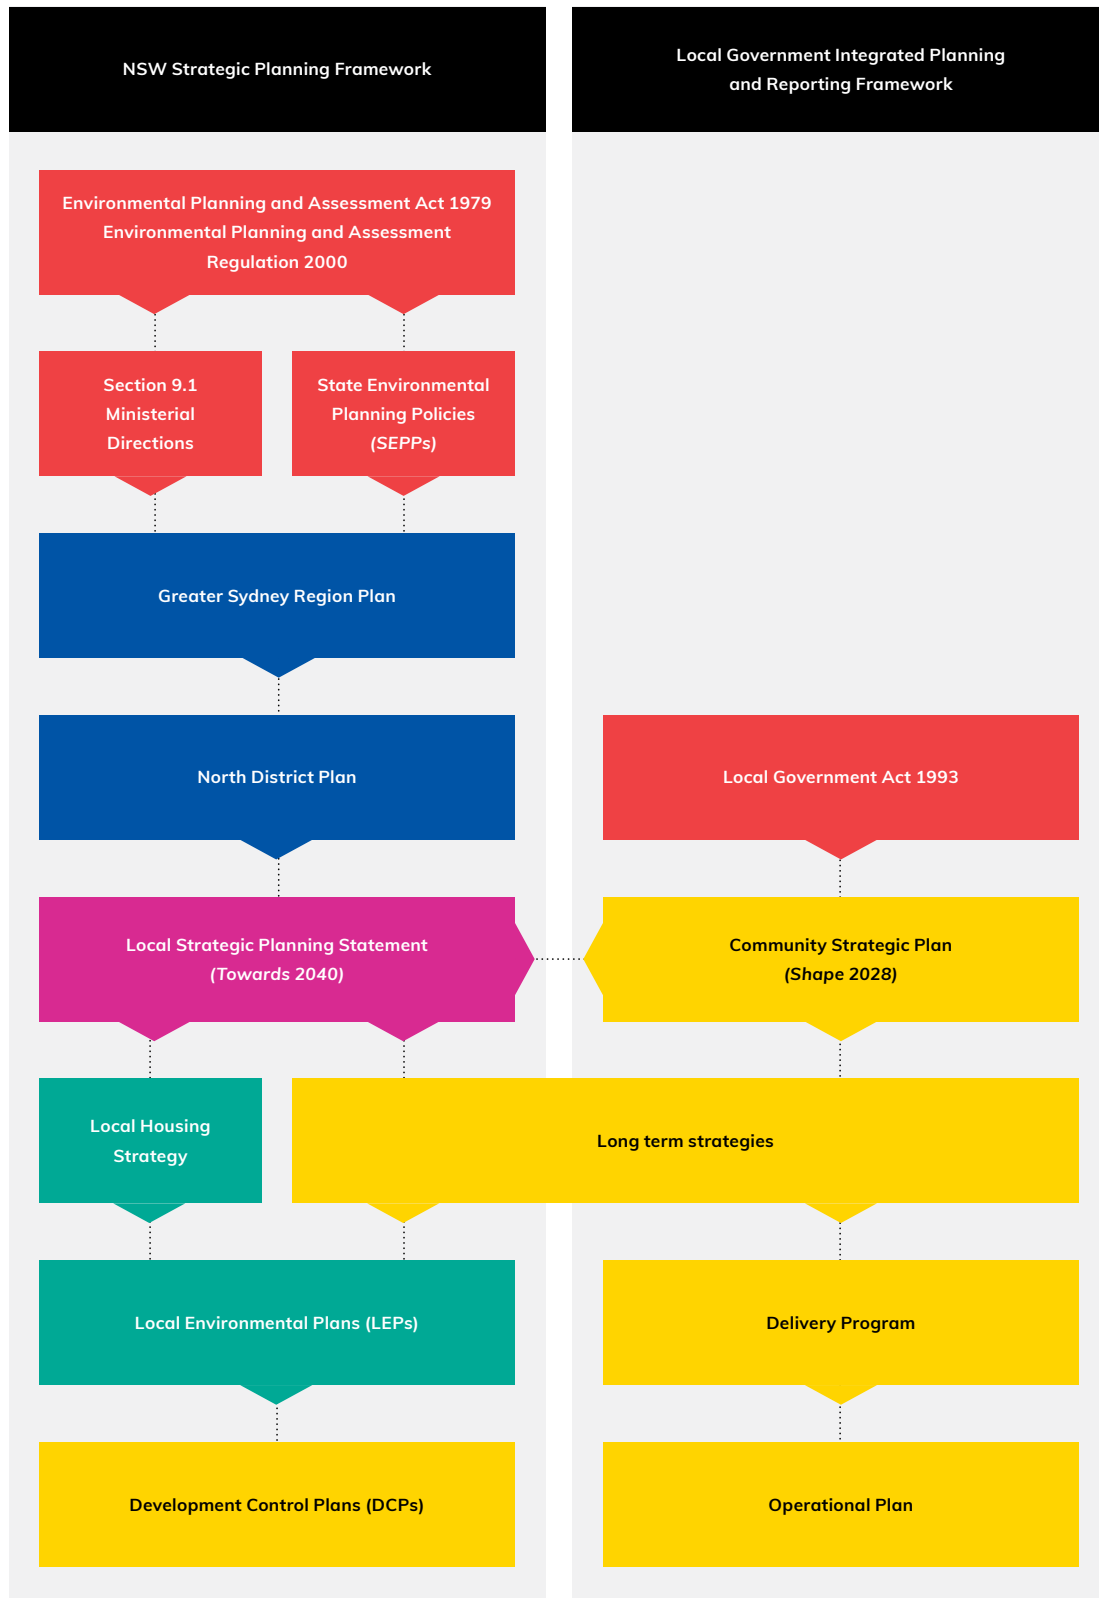 NSW Strategic Planning Framework
Local Government Integrated Planning
and Reporting Framework
Environmental Planning and Assessment Act 1979
Environmental Planning and Assessment
Regulation 2000
Section 9.1
Ministerial
Directions
State Environmental
Planning Policies
(SEPPs)
Greater Sydney Region Plan
North District Plan
Local Government Act 1993
Local Strategic Planning Statement
(Towards 2040)
Community Strategic Plan
(Shape 2028)
Local Housing
Strategy
Long term strategies
Local Environmental Plans (LEPs)
Delivery Program
Development Control Plans (DCPs)
Operational Plan